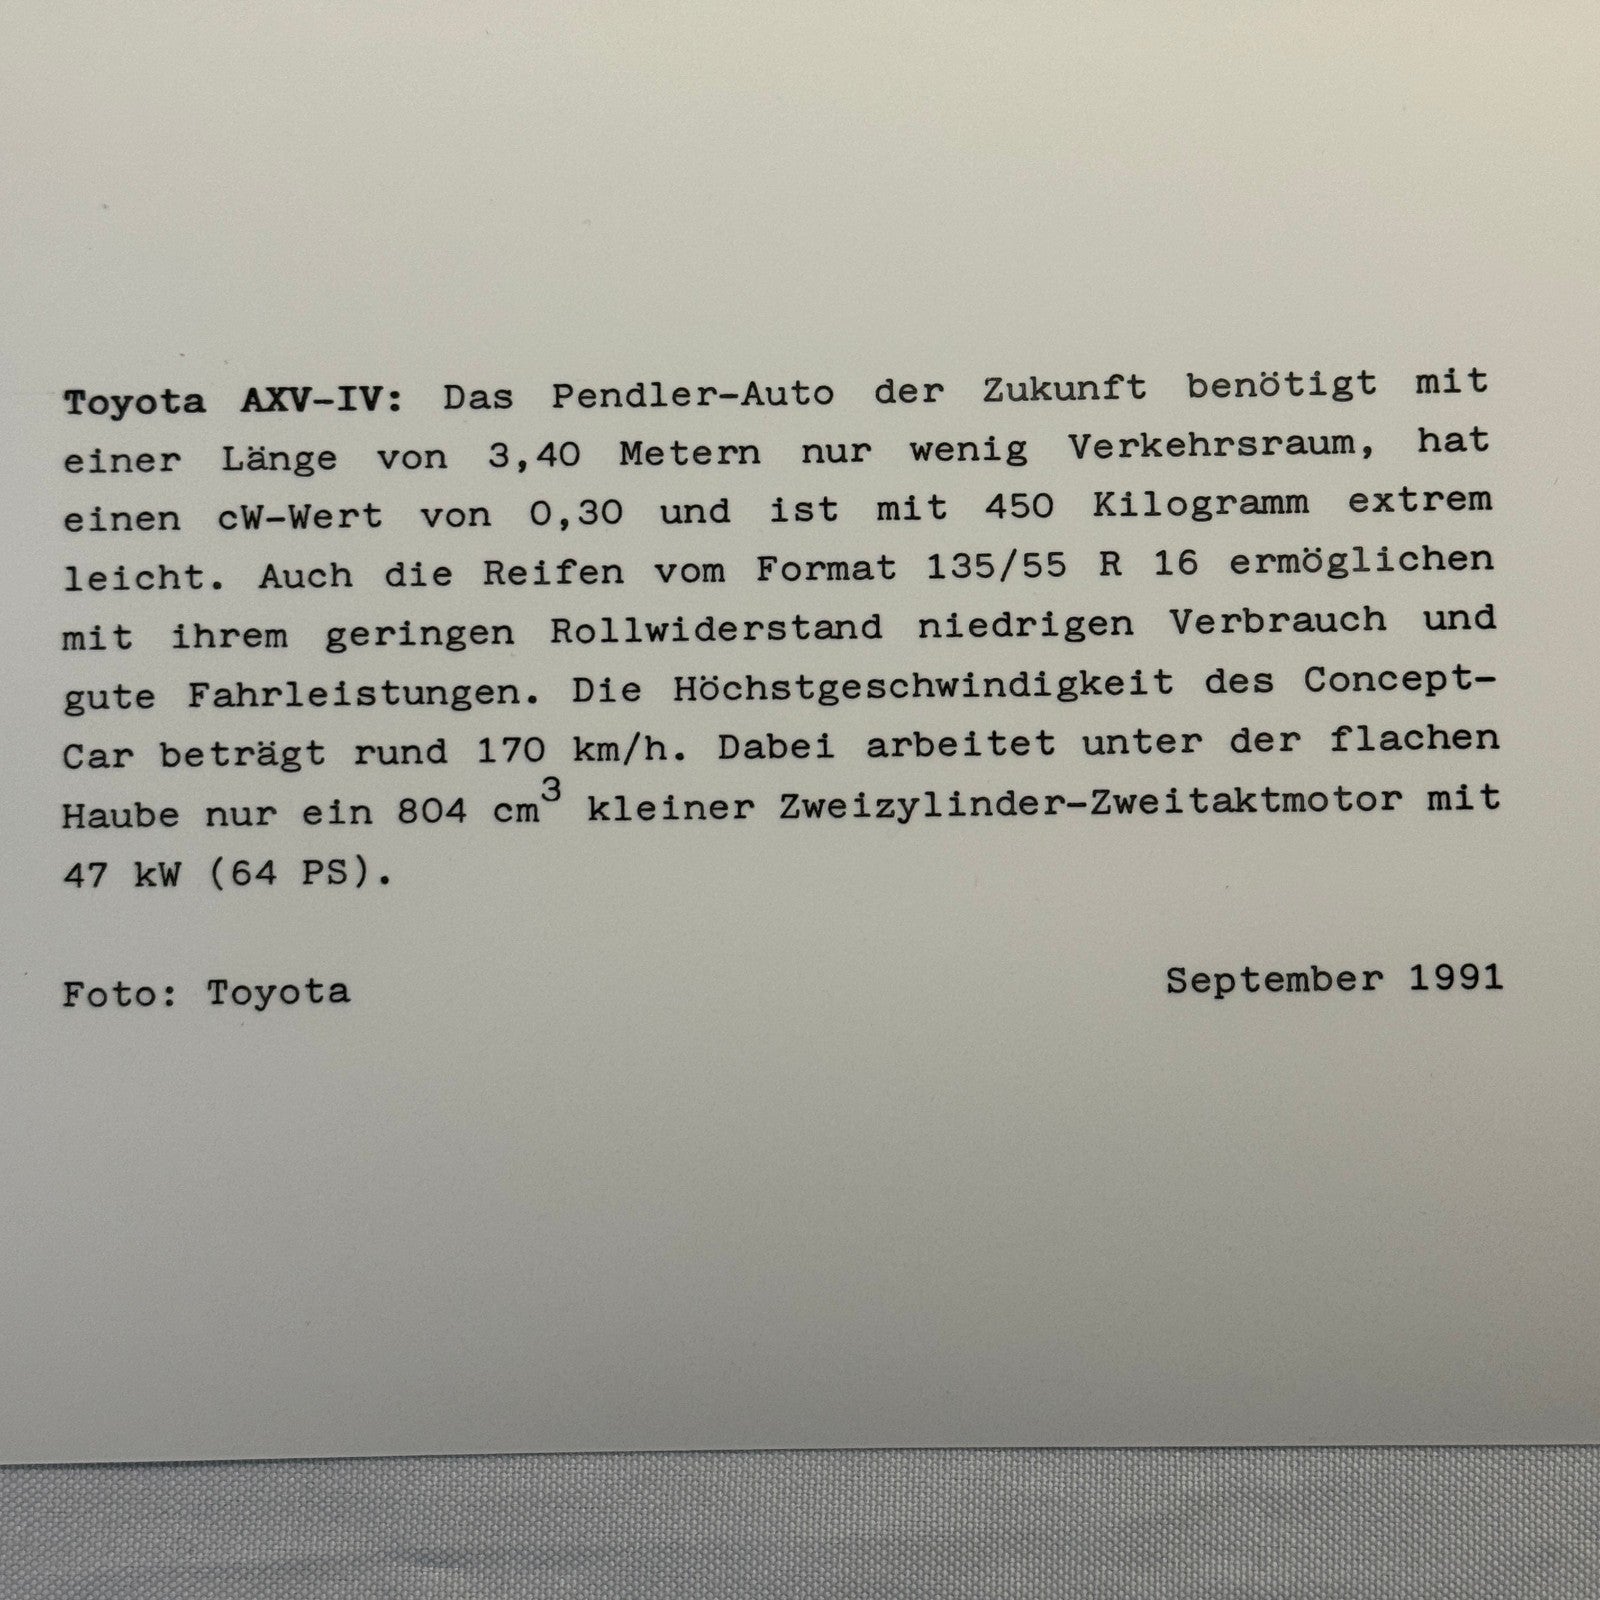 Toyota AXV-IV: Das Pendler-Auto der Zukunft benötigt mit
einer Länge von 3,40 Metern nur wenig Verkehrsraum, hat
einen cW-Wert von 0,30 und ist mit 450 Kilogramm extrem
leicht. Auch die Reifen vom Format 135/55 R 16 ermöglichen
mit ihrem geringen Rollwiderstand niedrigen Verbrauch und
gute Fahrleistungen. Die Höchstgeschwindigkeit des Concept-
Car beträgt rund 170 km/h. Dabei arbeitet unter der flachen
Haube nur ein 804 cm³ kleiner Zweizylinder-Zweitaktmotor mit
47 kW (64 PS).
Foto: Toyota September 1991